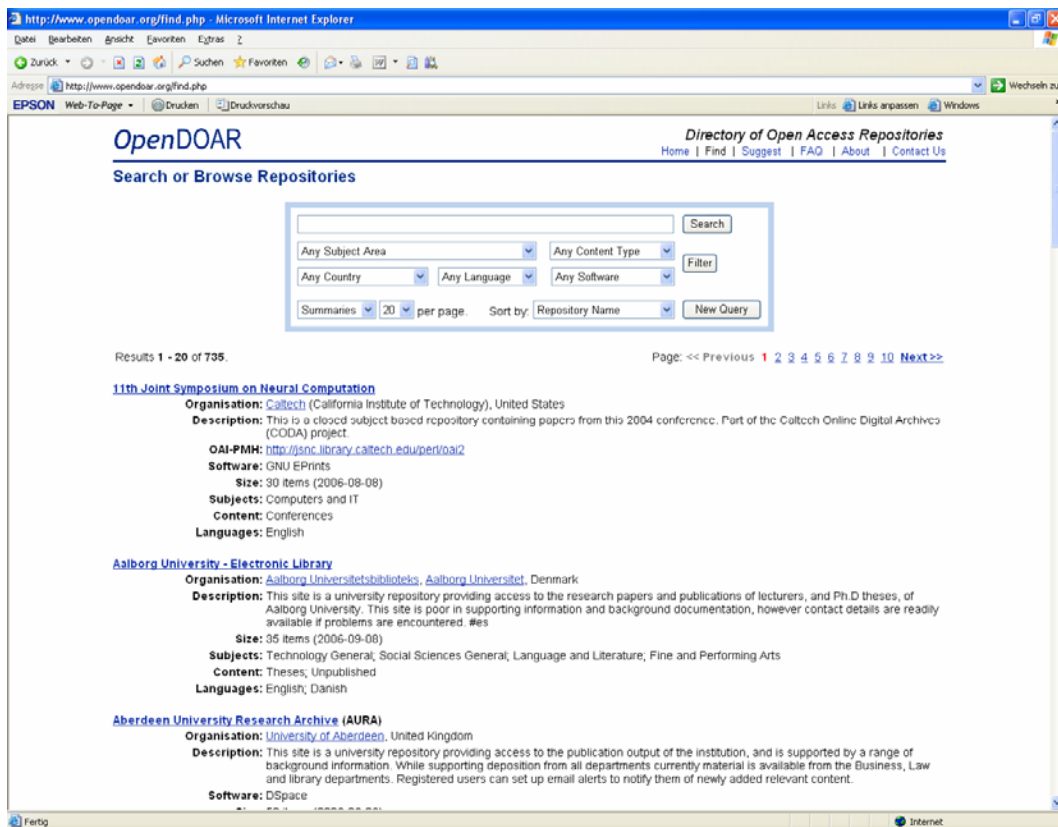 http://www.opendoar.org/find.php - Microsoft Internet Explorer
Datei Bearbeiten Ansicht Favoriten Extras ?
Zurück Suchen Favoriten
Adresse http://www.opendoar.org/find.php Wechseln zu
EPSON Web-To-Page Drucken Druckvorschau Links Links anpassen Windows
OpenDOAR Directory of Open Access Repositories
Home | Find | Suggest | FAQ | About | Contact Us
Search or Browse Repositories
Search
Any Subject Area Any Content Type
Filter
Any Country Any Language Any Software
Summaries 20 per page. Sort by: Repository Name New Query
Results 1 - 20 of 735. Page: << Previous 1 2 3 4 5 6 7 8 9 10 Next >>
11th Joint Symposium on Neural Computation
Organisation: Caltech (California Institute of Technology), United States
Description: This is a closed subject based repository containing papers from this 2004 conference. Part of the Caltech Online Digital Archives
(CODA) project.
OAI-PMH: http://jsnc.library.caltech.edu/perl/oai2
Software: GNU EPrints
Size: 30 items (2006-08-08)
Subjects: Computers and IT
Content: Conferences
Languages: English
Aalborg University - Electronic Library
Organisation: Aalborg Universitetsbiblioteks, Aalborg Universitet, Denmark
Description: This site is a university repository providing access to the research papers and publications of lecturers, and Ph.D theses, of
Aalborg University. This site is poor in supporting information and background documentation, however contact details are readily
available if problems are encountered. #es
Size: 35 items (2006-09-08)
Subjects: Technology General; Social Sciences General; Language and Literature; Fine and Performing Arts
Content: Theses; Unpublished
Languages: English; Danish
Aberdeen University Research Archive (AURA)
Organisation: University of Aberdeen, United Kingdom
Description: This site is a university repository providing access to the publication output of the institution, and is supported by a range of
background information. While supporting deposition from all departments currently material is available from the Business, Law
and library departments. Registered users can set up email alerts to notify them of newly added relevant content.
Software: DSpace
Fertig Internet